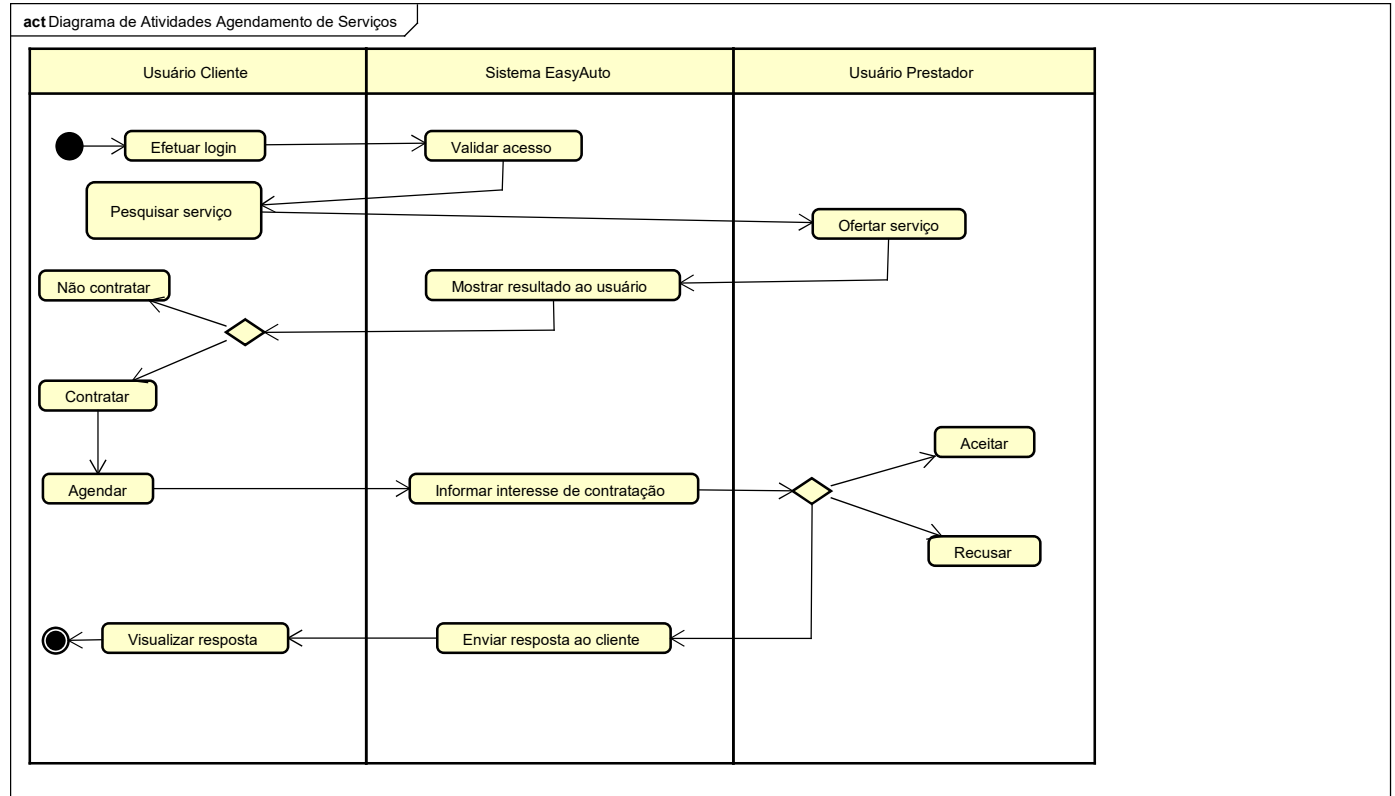 act Diagrama de Atividades Agendamento de Serviços
Usuário Cliente
Sistema EasyAuto
Usuário Prestador
Efetuar login
Validar acesso
Pesquisar serviço
Ofertar serviço
Não contratar
Mostrar resultado ao usuário
Contratar
Aceitar
Agendar
Informar interesse de contratação
Recusar
Visualizar resposta
Enviar resposta ao cliente